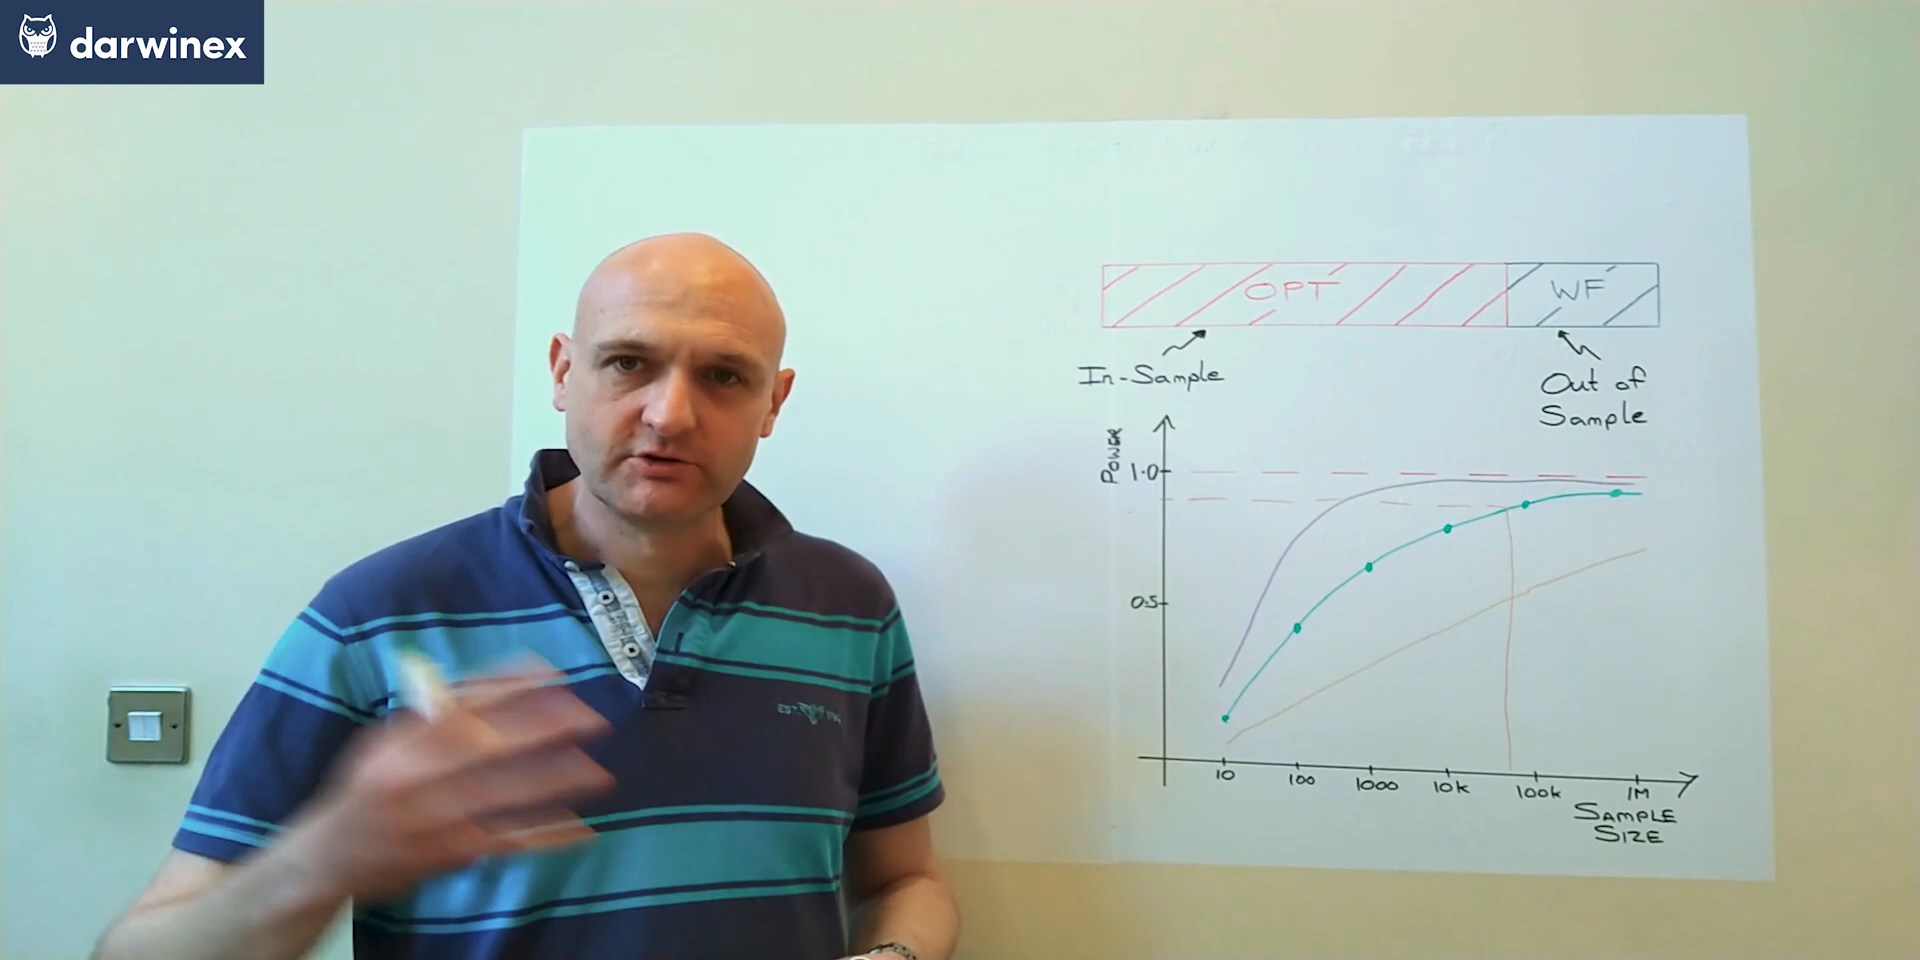 darwinex
OPT
WF
In-Sample
Out of
Sample
POWER
1.0
0.5
10
100
1000
10k
100k
1M
SAMPLE
SIZE
EST.